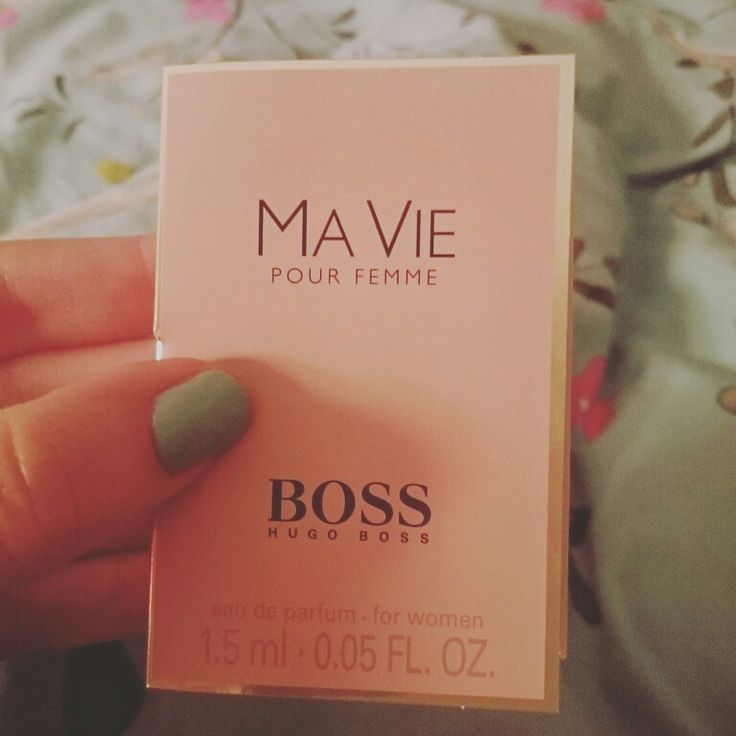 MA VIE
POUR FEMME
BOSS
HUGO BOSS
eau de parfum · for women
1.5 ml · 0.05 FL. OZ.